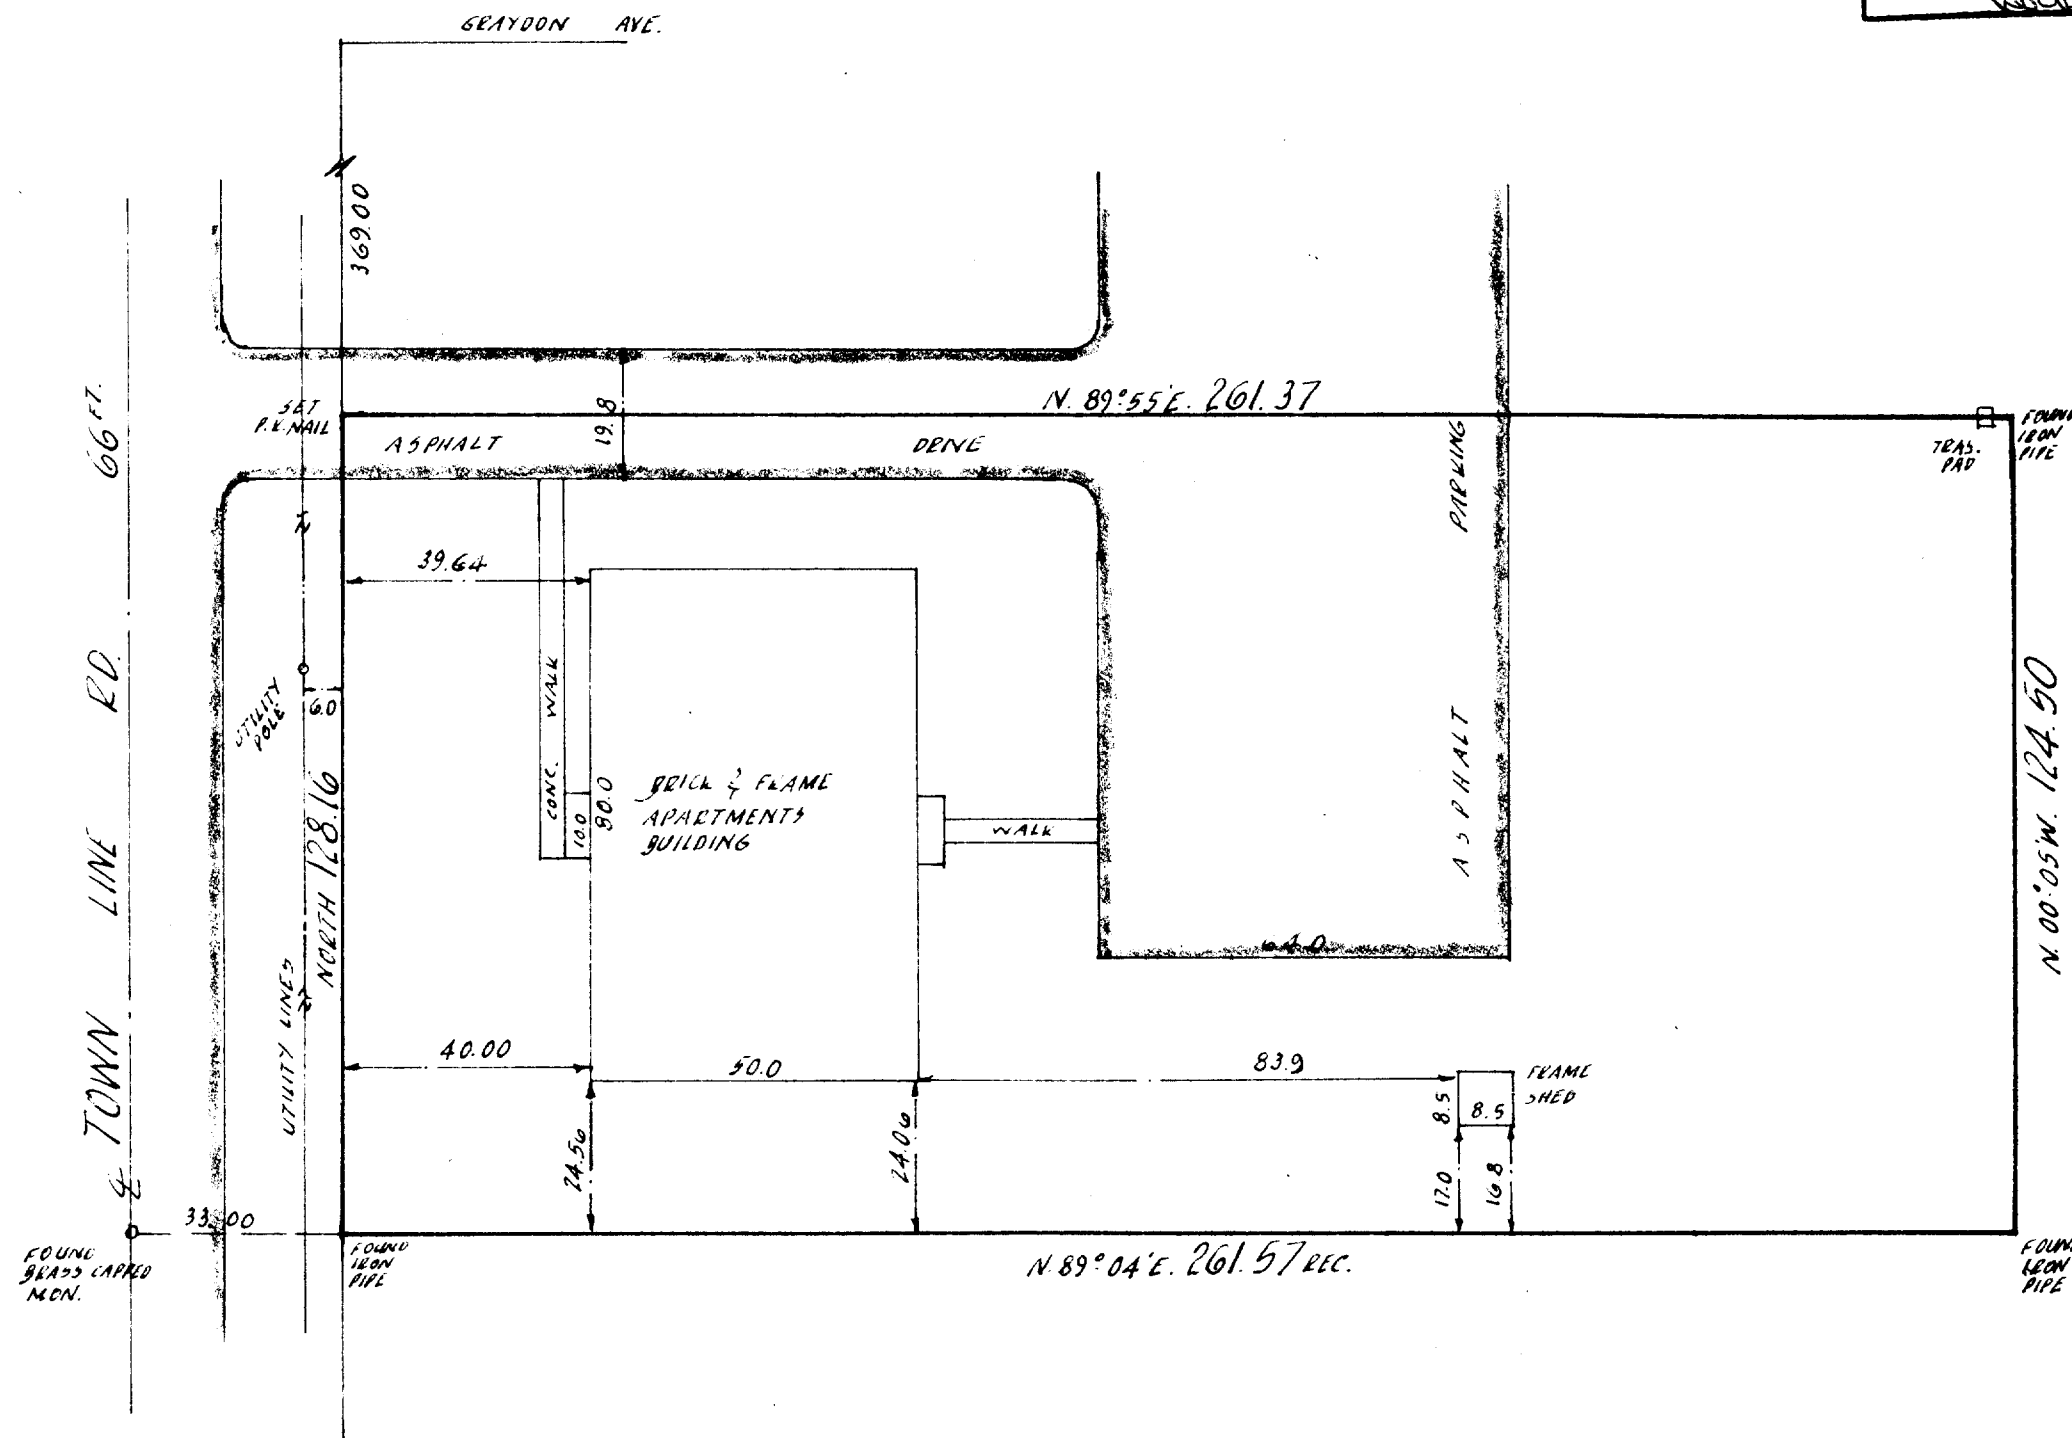 GRAYDON AVE.
369.00
66 FT.
N. 89°55'E. 261.37
SET
P.K. NAIL
ASPHALT DRIVE
19.8
PARKING
TRAS.
PAD
FOUND
IRON
PIPE
39.64
TOWN LINE RD.
UTILITY
POLE
6.0
CONC. WALK
10.0
BRICK & FRAME
APARTMENTS
BUILDING
WALK
ASPHALT
NORTH 128.16
UTILITY LINES
N. 00°05'W. 124.50
64.0
40.00
50.0
83.9
FRAME
SHED
8.5
8.5
24.56
24.06
17.0
16.8
33.00
FOUND
BRASS CAPPED
MON.
FOUND
IRON
PIPE
N. 89°04'E. 261.57 REC.
FOUND
IRON
PIPE